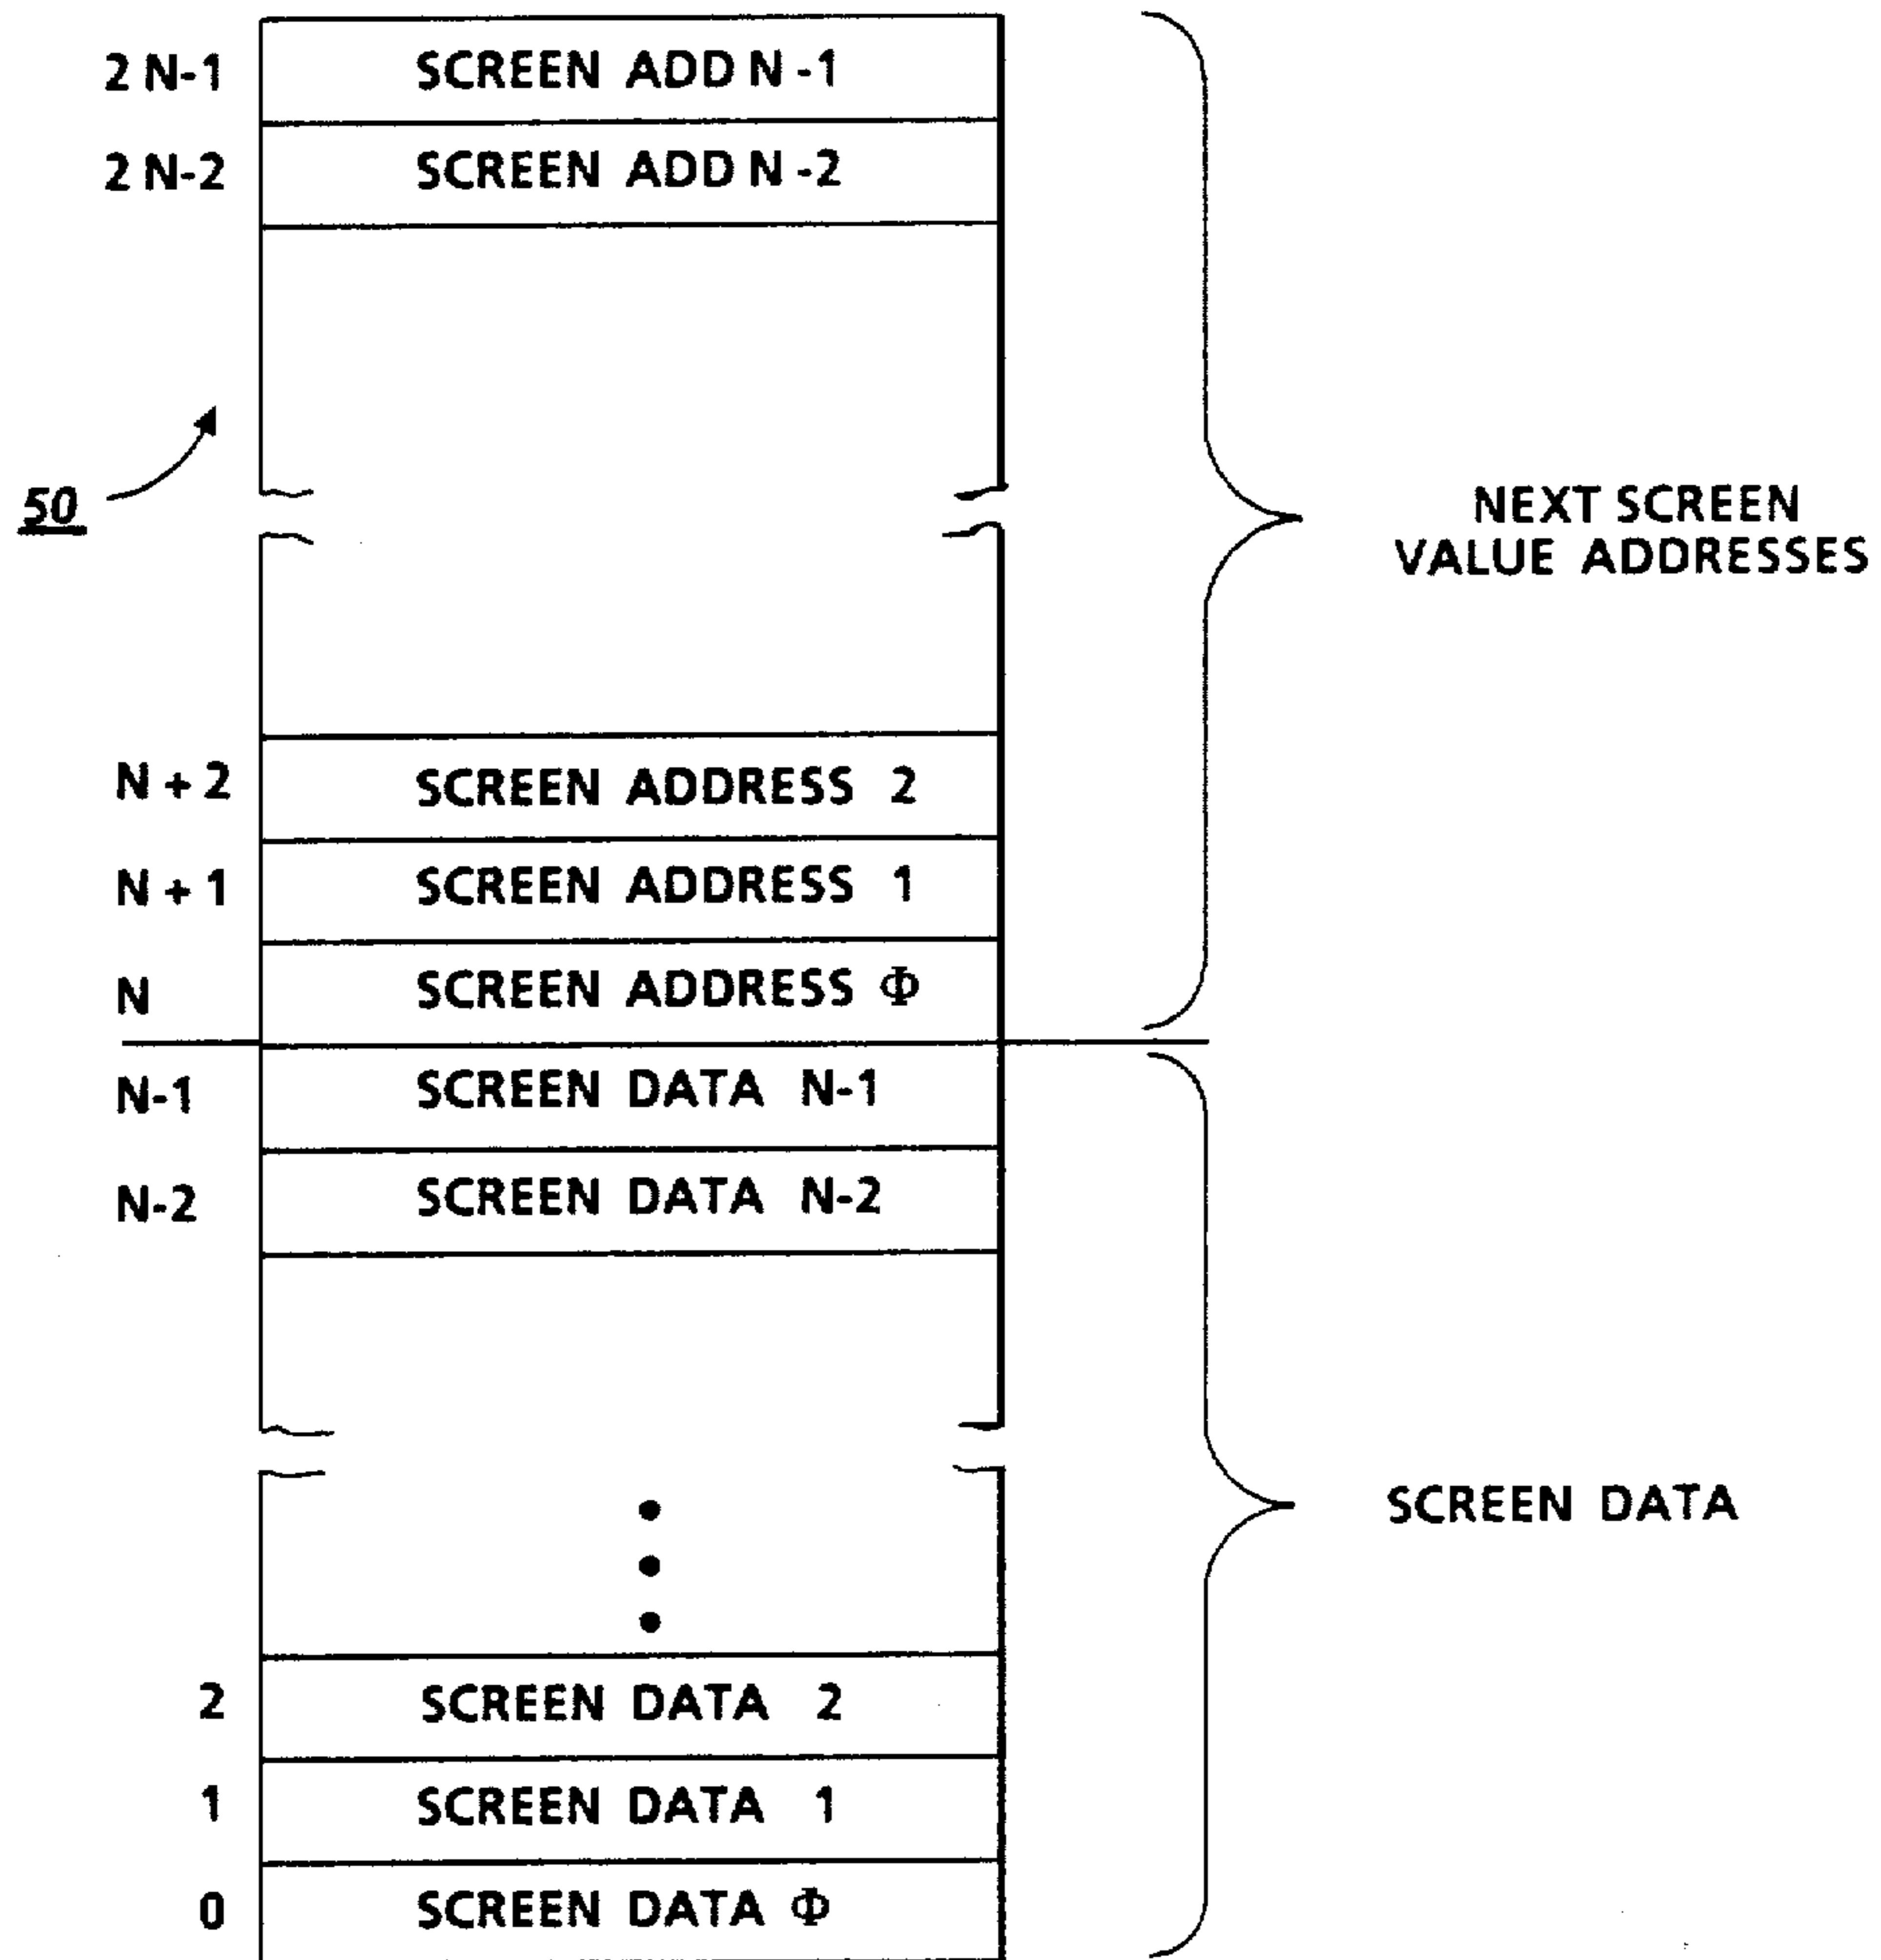 2 N-1 SCREEN ADD N-1
2 N-2 SCREEN ADD N-2
50
NEXT SCREEN
VALUE ADDRESSES
N + 2 SCREEN ADDRESS 2
N + 1 SCREEN ADDRESS 1
N SCREEN ADDRESS Φ
N-1 SCREEN DATA N-1
N-2 SCREEN DATA N-2
SCREEN DATA
2 SCREEN DATA 2
1 SCREEN DATA 1
0 SCREEN DATA Φ